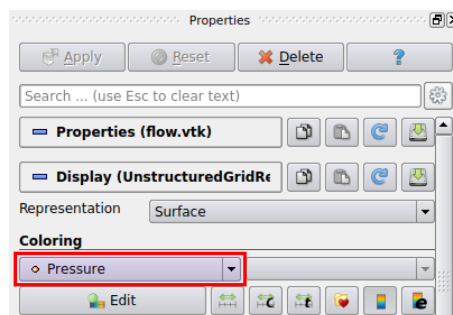 Properties
Apply Reset Delete ?
Search ... (use Esc to clear text)
Properties (flow.vtk)
Display (UnstructuredGridRe
Representation Surface
Coloring
Pressure
Edit